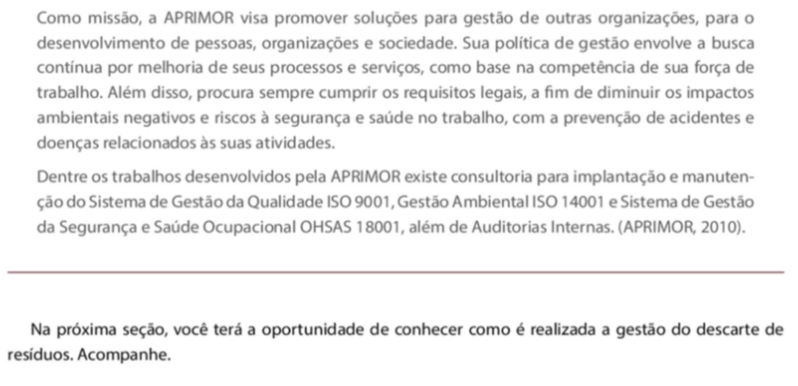 Como missão, a APRIMOR visa promover soluções para gestão de outras organizações, para o
desenvolvimento de pessoas, organizações e sociedade. Sua política de gestão envolve a busca
contínua por melhoria de seus processos e serviços, como base na competência de sua força de
trabalho. Além disso, procura sempre cumprir os requisitos legais, a fim de diminuir os impactos
ambientais negativos e riscos à segurança e saúde no trabalho, com a prevenção de acidentes e
doenças relacionados às suas atividades.
Dentre os trabalhos desenvolvidos pela APRIMOR existe consultoria para implantação e manuten-
ção do Sistema de Gestão da Qualidade ISO 9001, Gestão Ambiental ISO 14001 e Sistema de Gestão
da Segurança e Saúde Ocupacional OHSAS 18001, além de Auditorias Internas. (APRIMOR, 2010).
Na próxima seção, você terá a oportunidade de conhecer como é realizada a gestão do descarte de
resíduos. Acompanhe.